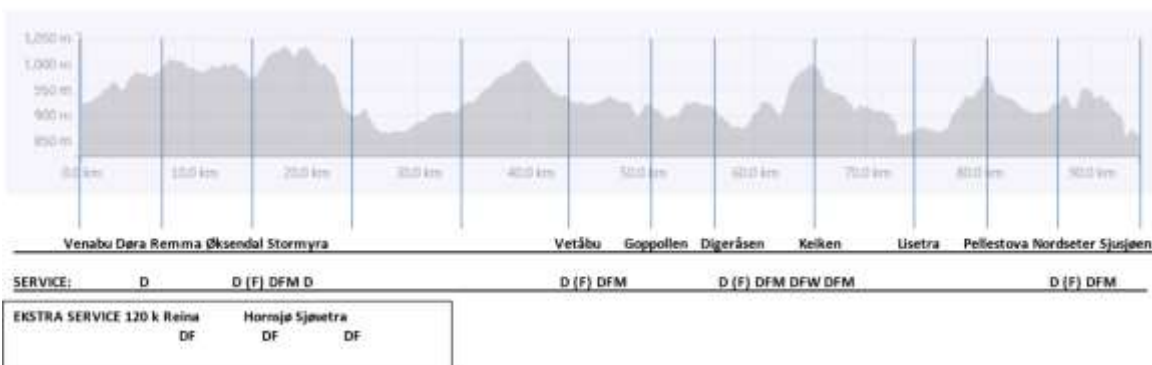 1,050 m
1,000 m
950 m
900 m
850 m
0.0 km 10.0 km 20.0 km 30.0 km 40.0 km 50.0 km 60.0 km 70.0 km 80.0 km 90.0 km
Venabu Døra Remma Øksendal Stormyra Vetåbu Goppollen Digeråsen Keiken Lisetra Pellestova Nordseter Sjusjøen
SERVICE: D D (F) DFM D D (F) DFM D (F) DFM DFW DFM D (F) DFM
EKSTRA SERVICE 120 k Reina Hornsjø Sjøsetra
DF DF DF